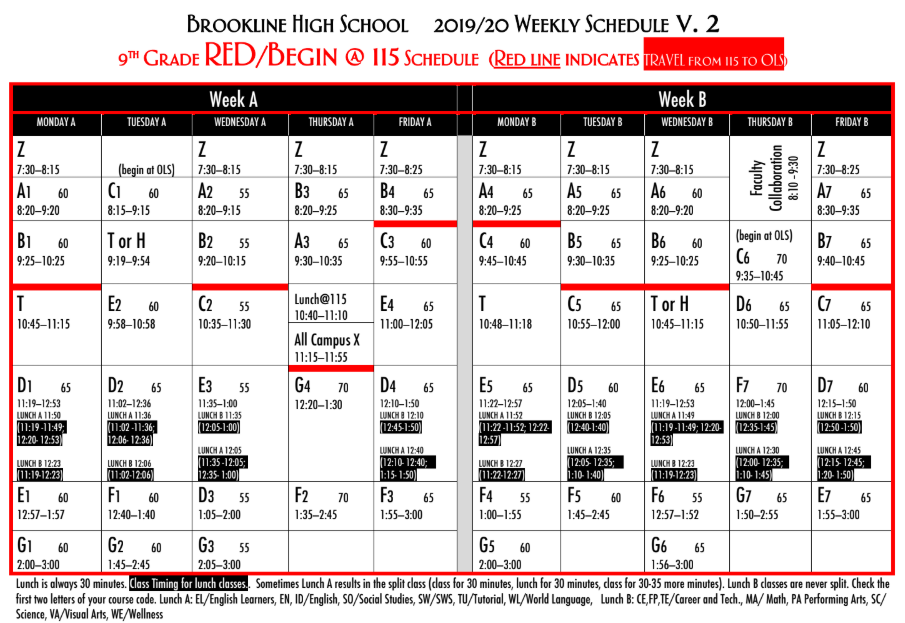 BROOKLINE HIGH SCHOOL 2019/20 WEEKLY SCHEDULE V. 2
9TH GRADE RED/BEGIN @ 115 SCHEDULE (RED LINE INDICATES TRAVEL FROM 115 TO OLS)
Week A Week B
MONDAY A TUESDAY A WEDNESDAY A THURSDAY A FRIDAY A MONDAY B TUESDAY B WEDNESDAY B THURSDAY B FRIDAY B
Z Z Z Z Z Z Z Z
7:30–8:15 (begin at OLS) 7:30–8:15 7:30–8:15 7:30–8:25 7:30–8:15 7:30–8:15 7:30–8:15 7:30–8:25
Faculty
Collaboration
8:10 -9:30
A1 60 C1 60 A2 55 B3 65 B4 65 A4 65 A5 65 A6 60 A7 65
8:20–9:20 8:15–9:15 8:20–9:15 8:20–9:25 8:30–9:35 8:20–9:25 8:20–9:25 8:20–9:20 8:30–9:35
B1 60 T or H B2 55 A3 65 C3 60 C4 60 B5 65 B6 60 (begin at OLS) C6 70 B7 65
9:25–10:25 9:19–9:54 9:20–10:15 9:30–10:35 9:55–10:55 9:45–10:45 9:30–10:35 9:25–10:25 9:35–10:45 9:40–10:45
T E2 60 C2 55 Lunch@115 E4 65 T C5 65 T or H D6 65 C7 65
10:45–11:15 9:58–10:58 10:35–11:30 10:40–11:10 11:00–12:05 10:48–11:18 10:55–12:00 10:45–11:15 10:50–11:55 11:05–12:10
All Campus X
11:15–11:55
D1 65 D2 65 E3 55 G4 70 D4 65 E5 65 D5 60 E6 65 F7 70 D7 60
11:19–12:53 11:02–12:36 11:35–1:00 12:20–1:30 12:10–1:50 11:22–12:57 12:05–1:40 11:19–12:53 12:00–1:45 12:15–1:50
LUNCH A 11:50 LUNCH A 11:36 LUNCH B 11:35 LUNCH B 12:10 LUNCH A 11:52 LUNCH B 12:05 LUNCH A 11:49 LUNCH B 12:00 LUNCH B 12:15
(11:19 -11:49; (11:02 -11:36; (12:05-1:00) (12:45-1:50) (11:22 -11:52; 12:22- (12:40-1:40) (11:19 -11:49; 12:20- (12:35-1:45) (12:50 -1:50)
12:20- 12:53) 12:06- 12:36) 12:57) 12:53)
LUNCH A 12:05 LUNCH A 12:40 LUNCH A 12:35 LUNCH A 12:30 LUNCH A 12:45
LUNCH B 12:23 LUNCH B 12:06 (11:35 -12:05; (12:10- 12:40; LUNCH B 12:27 (12:05- 12:35; LUNCH B 12:23 (12:00- 12:35; (12:15- 12:45;
(11:19-12:23) (11:02-12:06) 12:35- 1:00) 1:15- 1:50) (11:22-12:27) 1:10- 1:40) (11:19-12:23) 1:10- 1:45) 1:20- 1:50)
E1 60 F1 60 D3 55 F2 70 F3 65 F4 55 F5 60 F6 55 G7 65 E7 65
12:57–1:57 12:40–1:40 1:05–2:00 1:35–2:45 1:55–3:00 1:00–1:55 1:45–2:45 12:57–1:52 1:50–2:55 1:55–3:00
G1 60 G2 60 G3 55 G5 60 G6 65
2:00–3:00 1:45–2:45 2:05–3:00 2:00–3:00 1:56–3:00
Lunch is always 30 minutes. Class Timing for lunch classes. Sometimes Lunch A results in the split class (class for 30 minutes, lunch for 30 minutes, class for 30-35 more minutes). Lunch B classes are never split. Check the
first two letters of your course code. Lunch A: EL/English Learners, EN, ID/English, SO/Social Studies, SW/SWS, TU/Tutorial, WL/World Language, Lunch B: CE,FP,TE/Career and Tech., MA/ Math, PA Performing Arts, SC/
Science, VA/Visual Arts, WE/Wellness